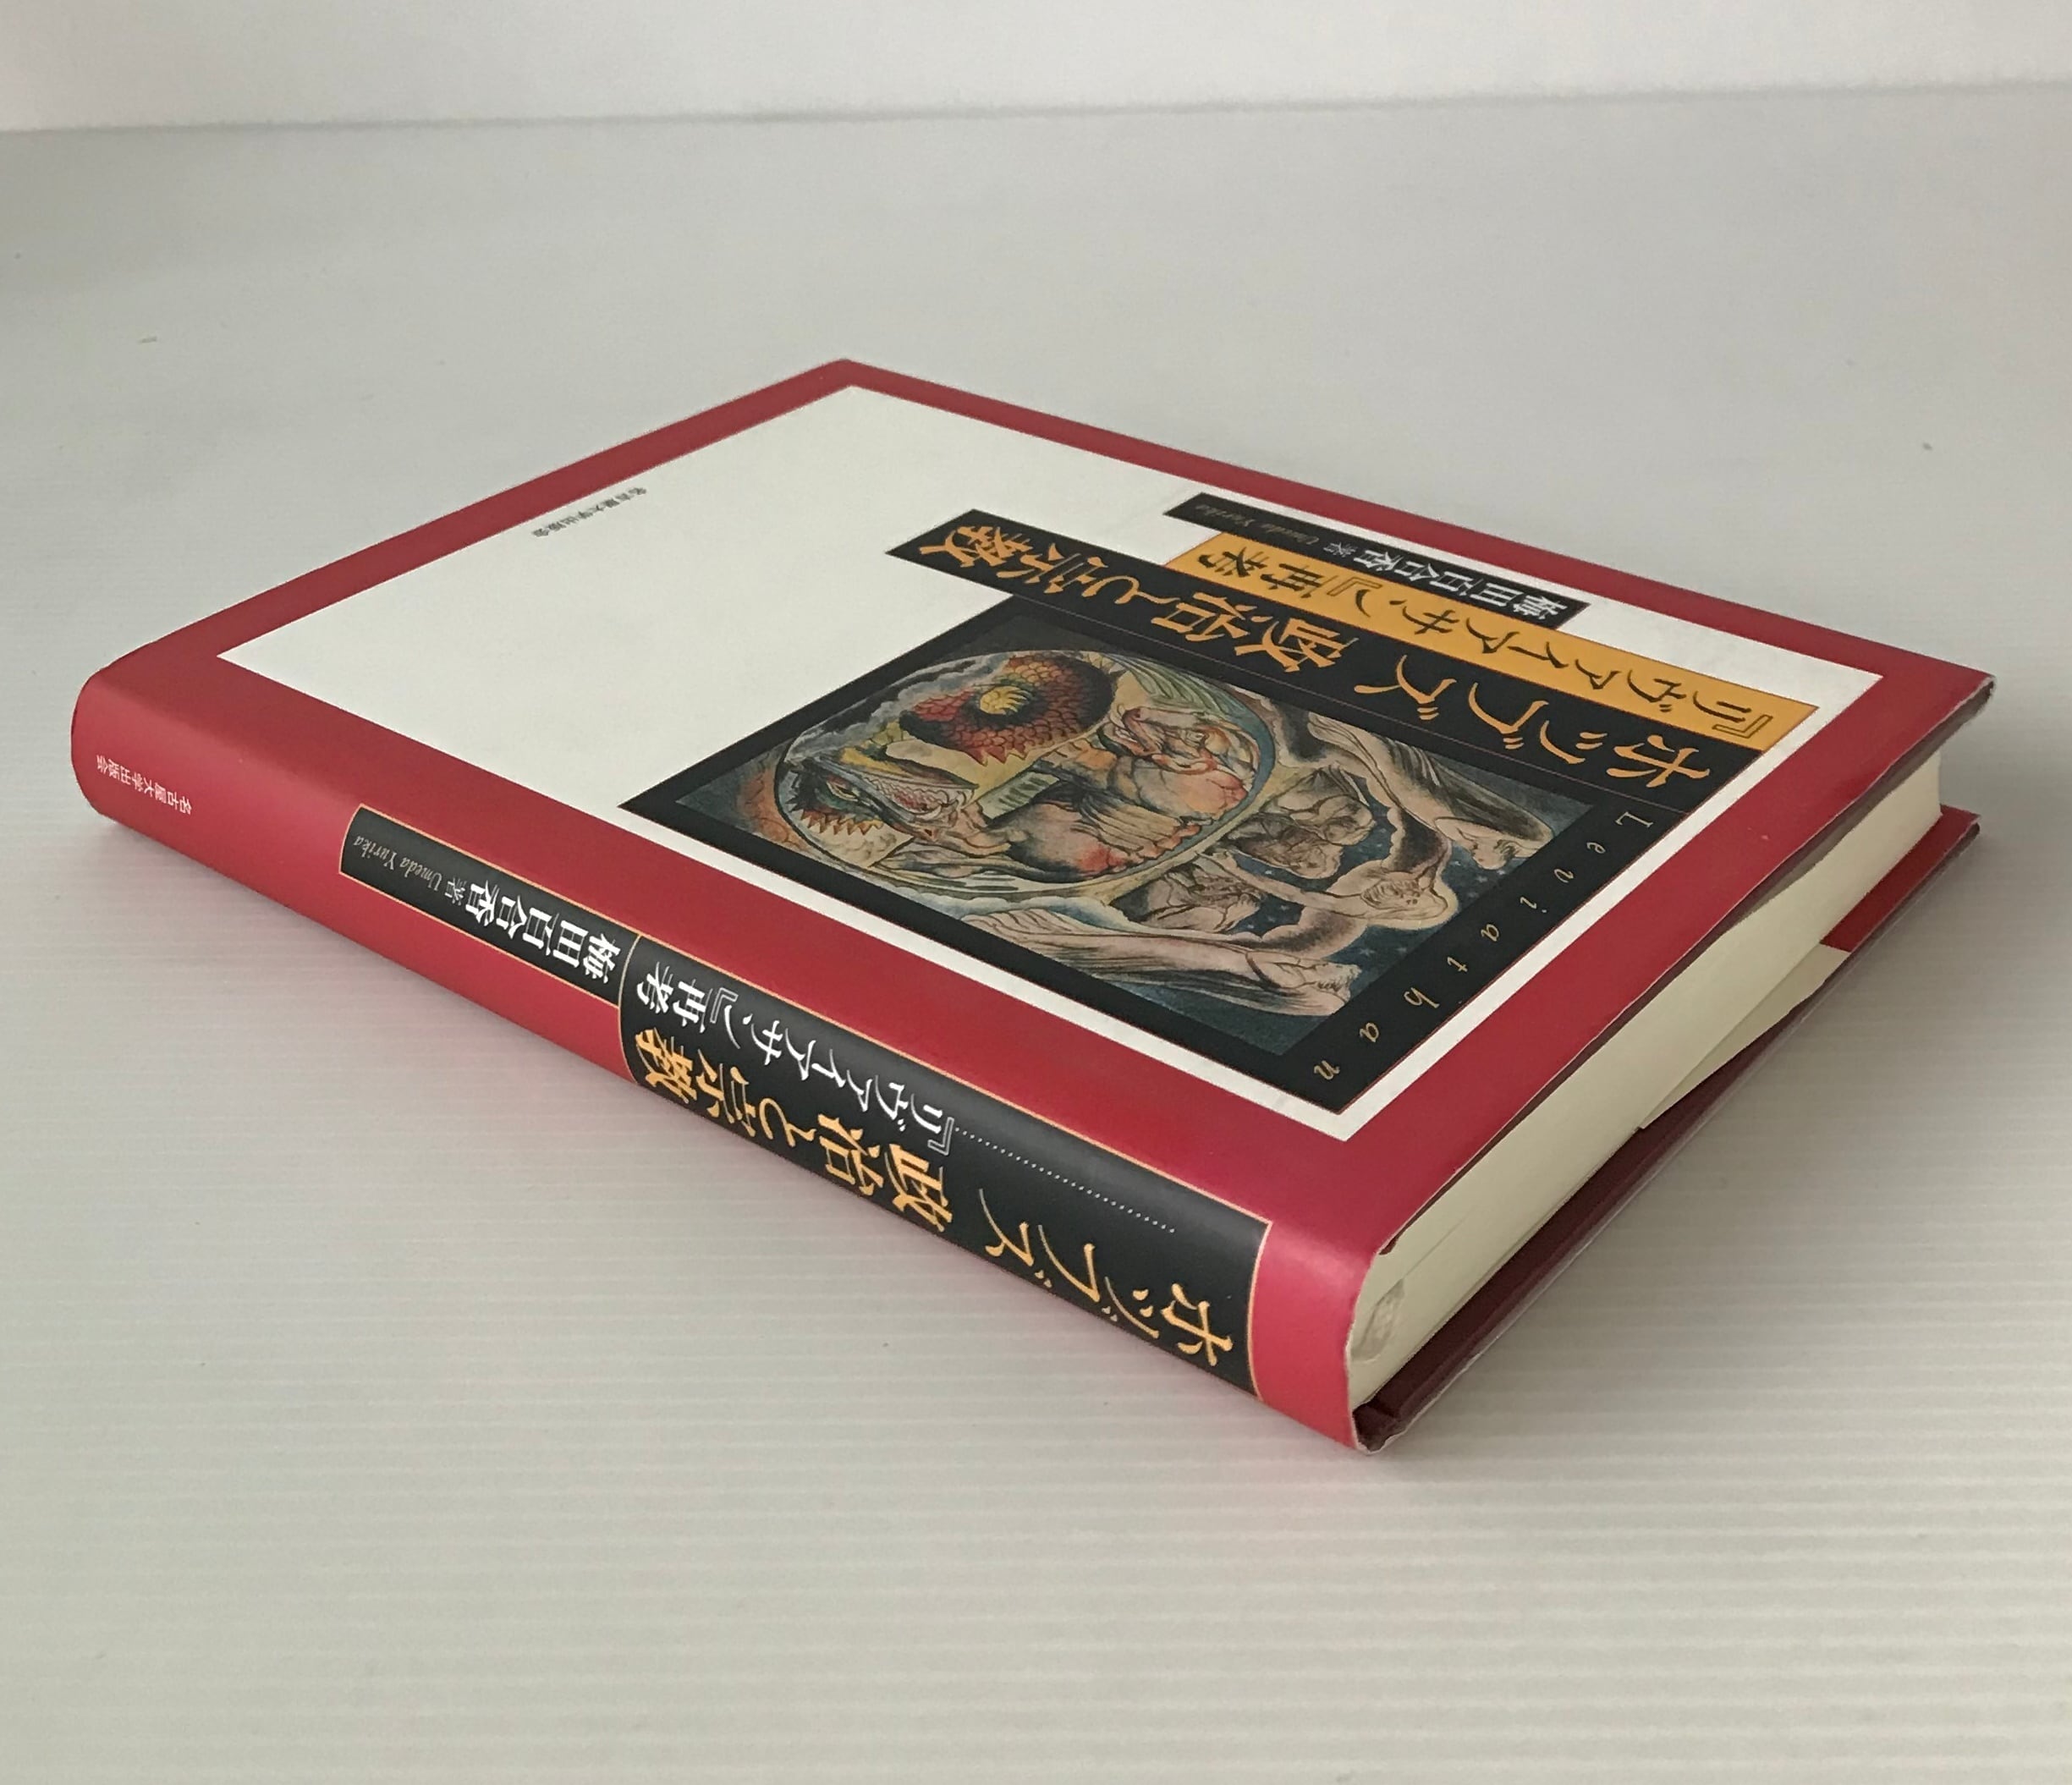 ホッブズ 政治と宗教
『リヴァイアサン』再考
梅田百合香 著 Umeda Yurika
Leviathan
名古屋大学出版会
ホッブズ 政治と宗教
『リヴァイアサン』再考
梅田百合香 著 Umeda Yurika
名古屋大学出版会